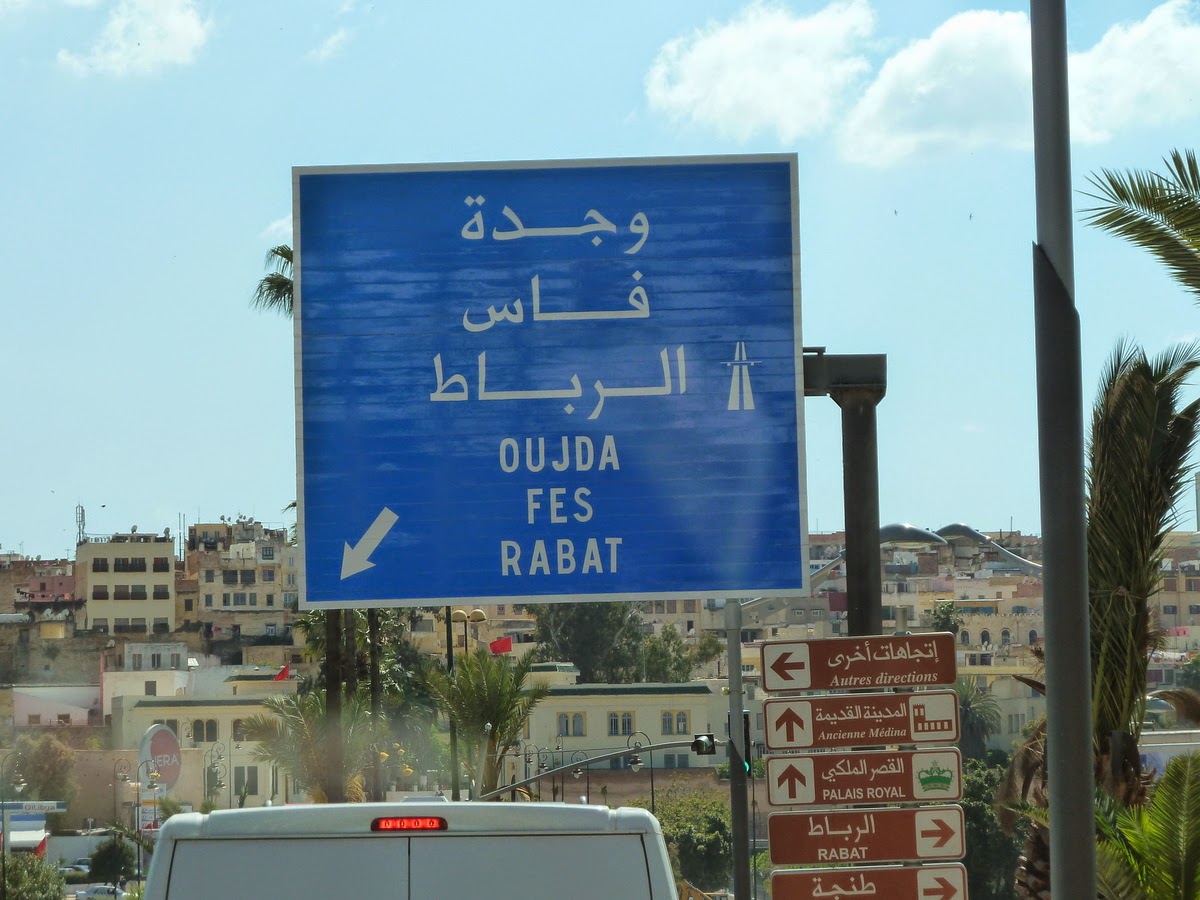 وجدة
فاس
الرباط
OUJDA
FES
RABAT
إتجاهات أخرى
Autres directions
المدينة القديمة
Ancienne Médina
القصر الملكي
PALAIS ROYAL
الرباط
RABAT
طنجة